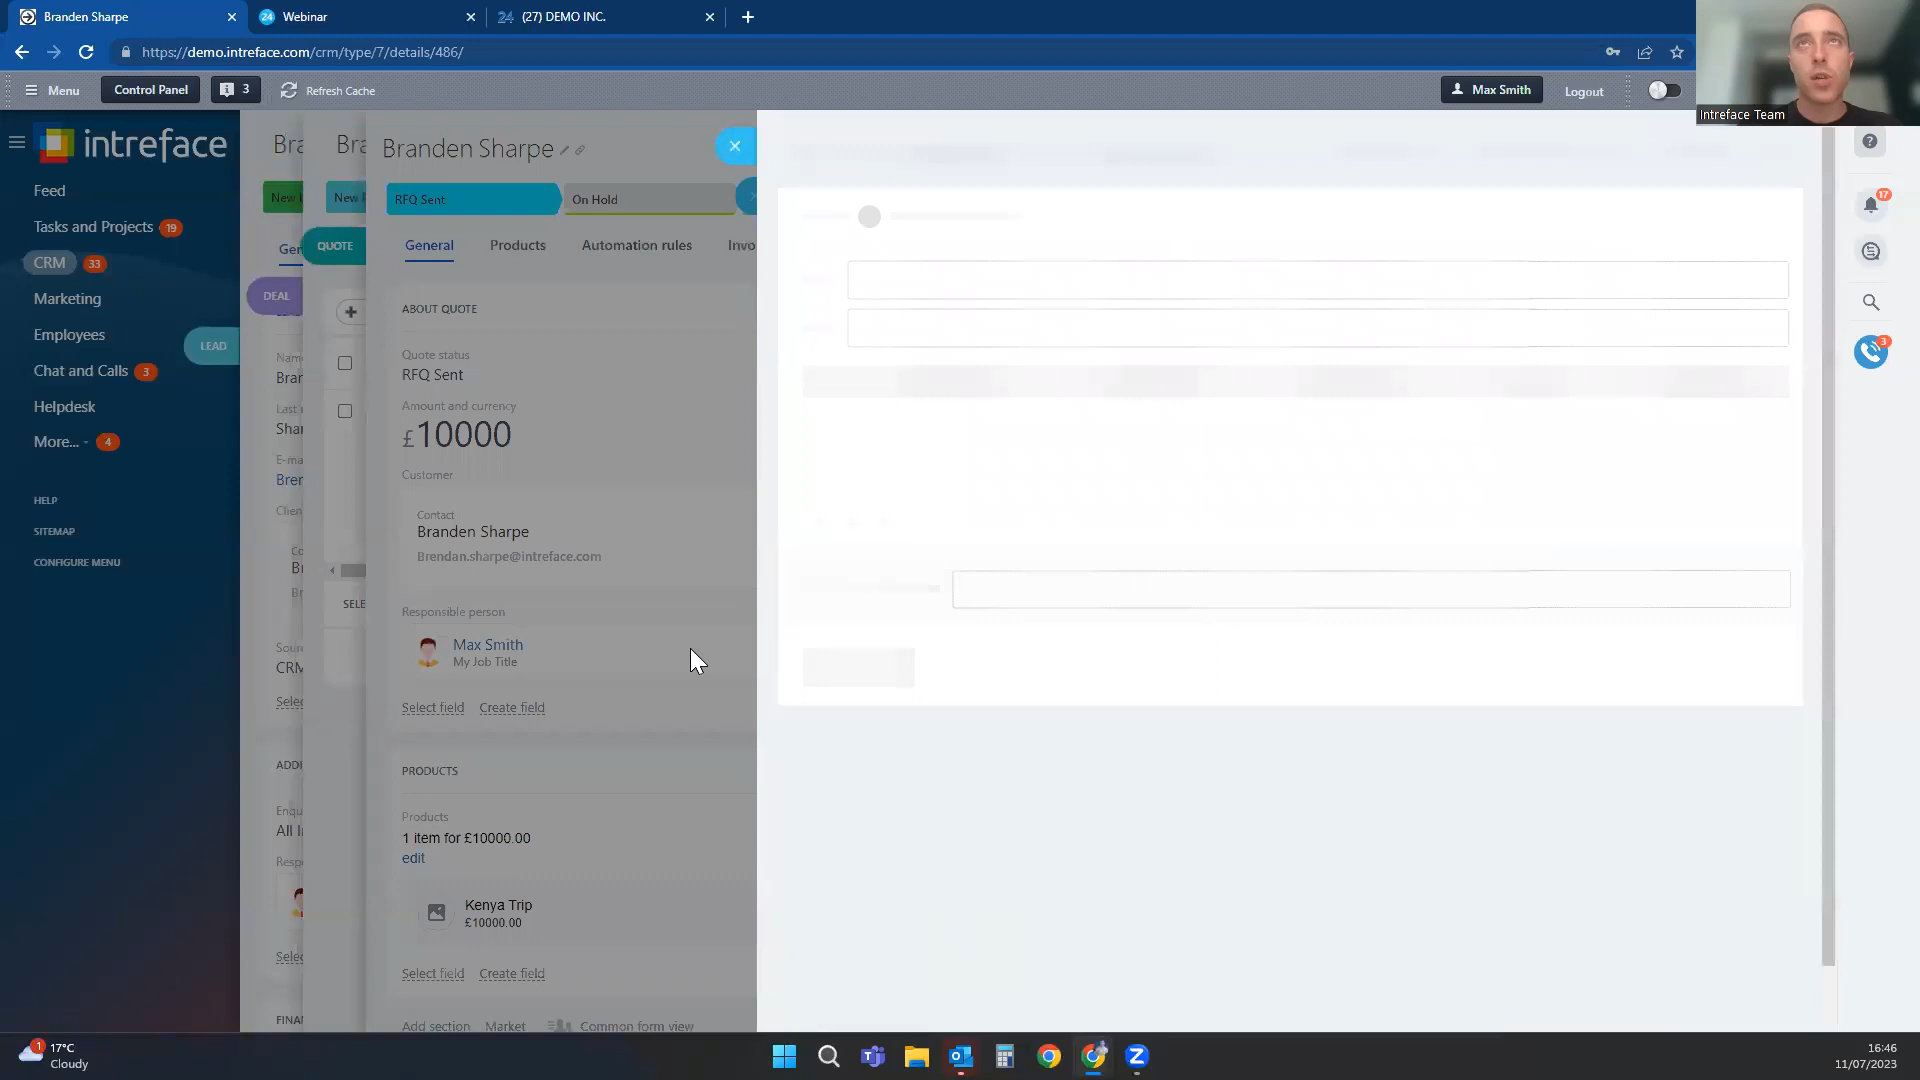 Branden Sharpe
24
Webinar
24
(27) DEMO INC.
https://demo.intreface.com/crm/type/7/details/486/
Menu
Control Panel
3
Refresh Cache
Max Smith
Logout
Intreface Team
intreface
Feed
Tasks and Projects 19
CRM 33
Marketing
Employees
Chat and Calls 3
Helpdesk
More... 4
HELP
SITEMAP
CONFIGURE MENU
LEAD
DEAL
QUOTE
Branden Sharpe
RFQ Sent
On Hold
General
Products
Automation rules
Invo
ABOUT QUOTE
Quote status
RFQ Sent
Amount and currency
£10000
Customer
Contact
Branden Sharpe
Brendan.sharpe@intreface.com
Responsible person
Max Smith
My Job Title
Select field
Create field
PRODUCTS
Products
1 item for £10000.00
edit
Kenya Trip
£10000.00
Select field
Create field
Add section
Market
Common form view
17
3
1
17°C
Cloudy
16:46
11/07/2023